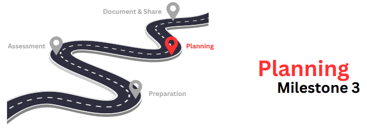 Document & Share
Assessment
Planning
Preparation
Planning
Milestone 3